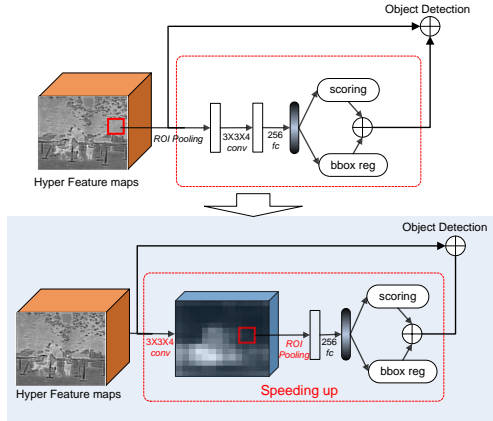 Object Detection
scoring
ROI Pooling
3X3X4
conv
256
fc
bbox reg
Hyper Feature maps
Object Detection
scoring
3X3X4
conv
ROI
Pooling
256
fc
bbox reg
Hyper Feature maps
Speeding up